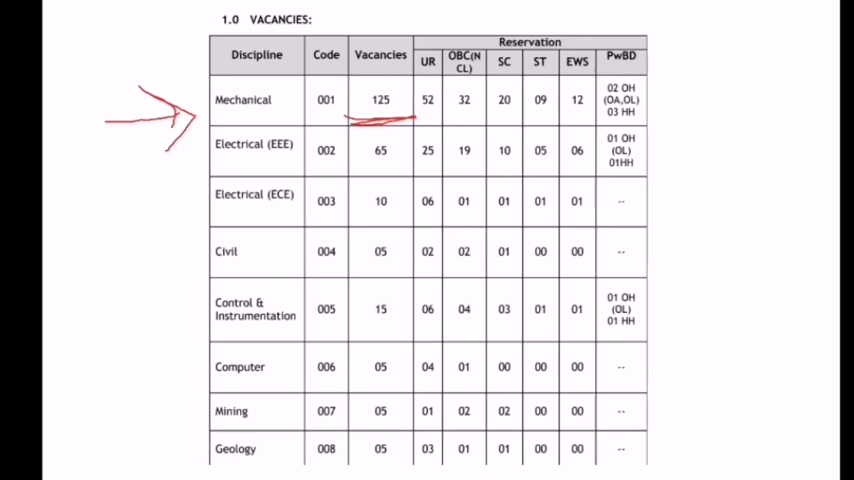 1.0 VACANCIES:
Discipline Code Vacancies Reservation
UR OBC(NCL) SC ST EWS PwBD
Mechanical 001 125 52 32 20 09 12 02 OH (OA,OL) 03 HH
Electrical (EEE) 002 65 25 19 10 05 06 01 OH (OL) 01HH
Electrical (ECE) 003 10 06 01 01 01 01 --
Civil 004 05 02 02 01 00 00 --
Control & Instrumentation 005 15 06 04 03 01 01 01 OH (OL) 01 HH
Computer 006 05 04 01 00 00 00 --
Mining 007 05 01 02 02 00 00 --
Geology 008 05 03 01 01 00 00 --